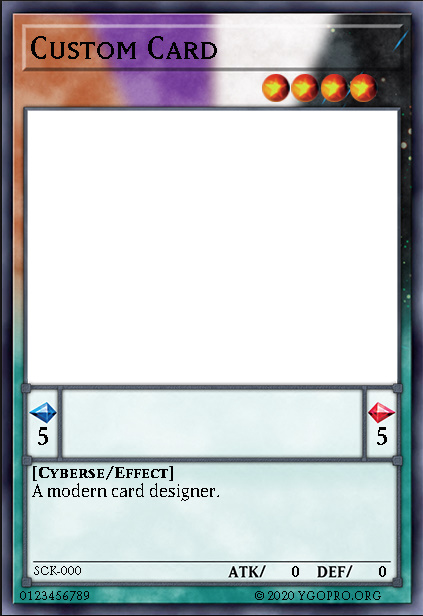 Custom Card
5
5
[Cyberse/Effect]
A modern card designer.
SCK-000
ATK/ 0 DEF/ 0
0123456789
© 2020 YGOPRO.ORG